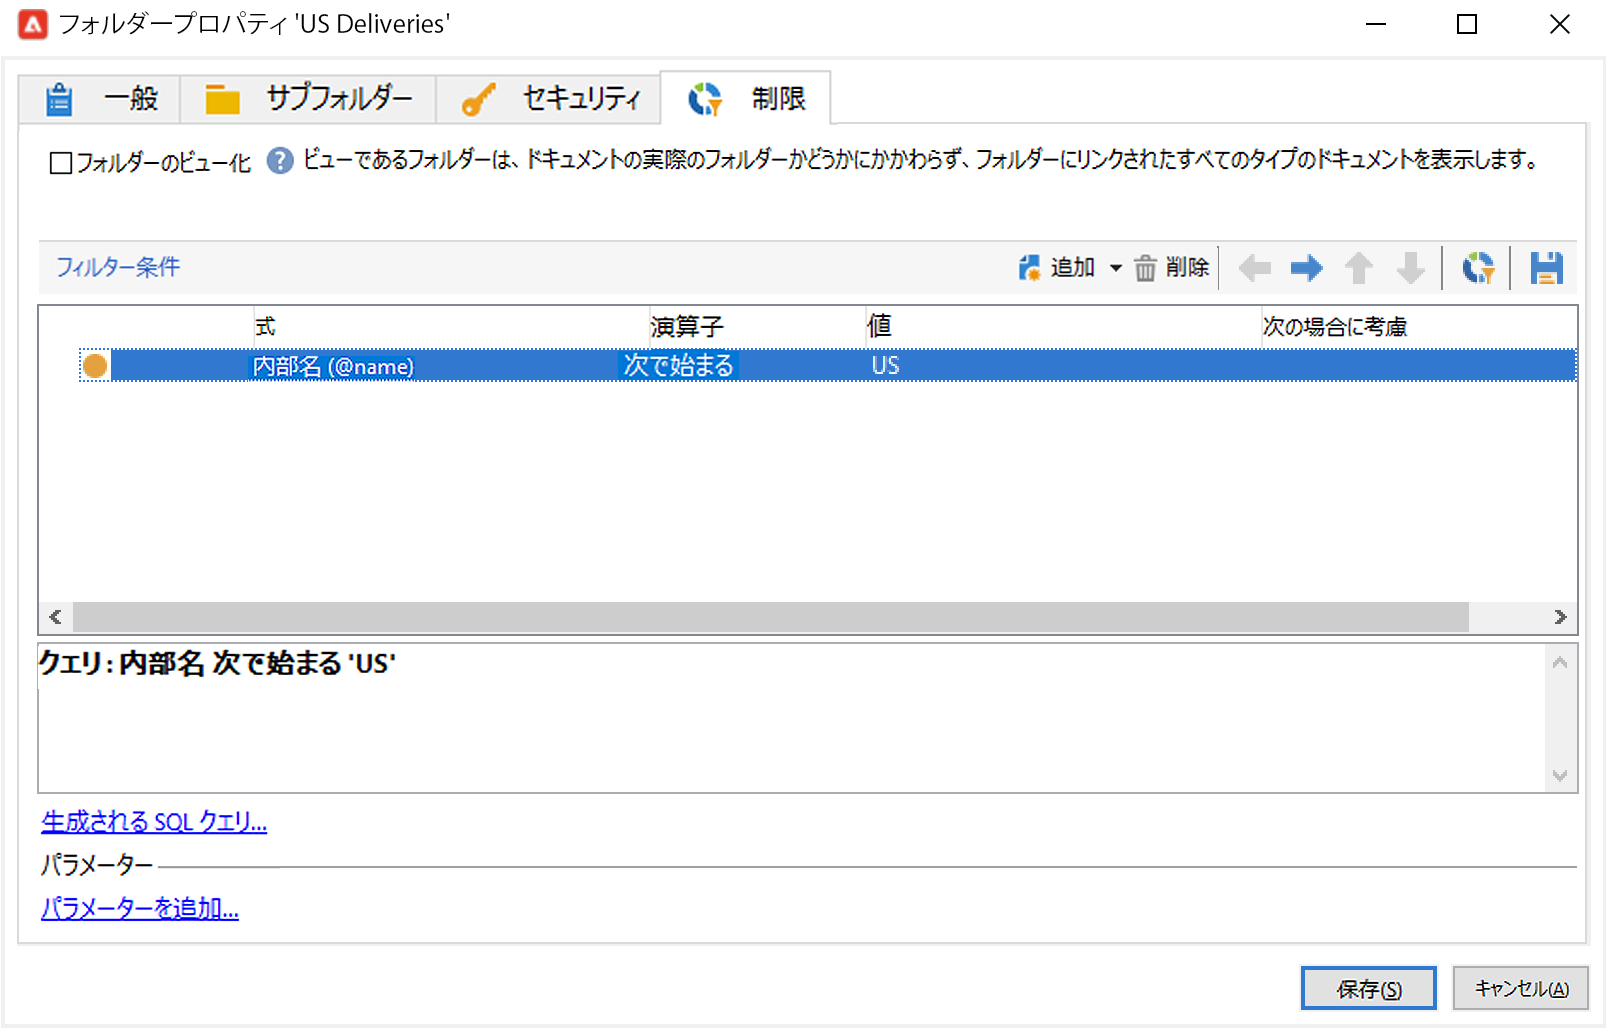 フォルダープロパティ 'US Deliveries'
一般 サブフォルダー セキュリティ 制限
フォルダーのビュー化 ? ビューであるフォルダーは、ドキュメントの実際のフォルダーかどうかにかかわらず、フォルダーにリンクされたすべてのタイプのドキュメントを表示します。
フィルター条件 追加 削除
式 演算子 値 次の場合に考慮
内部名 (@name) 次で始まる US
クエリ: 内部名 次で始まる 'US'
生成される SQL クエリ...
パラメーター
パラメーターを追加...
保存(S) キャンセル(A)